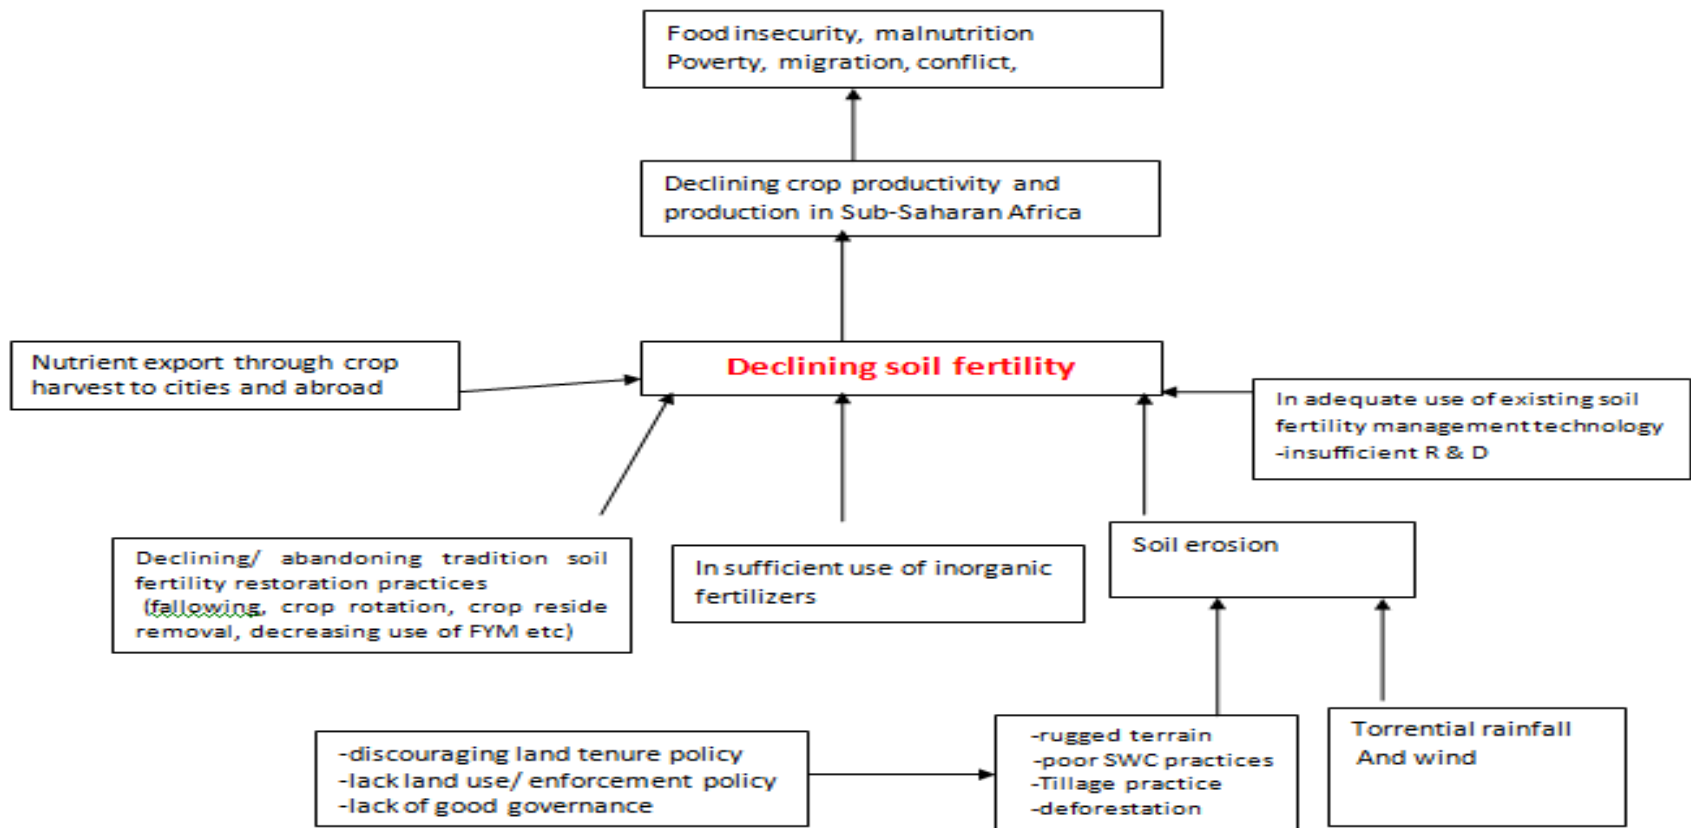 Food insecurity, malnutrition
Poverty, migration, conflict,
Declining crop productivity and
production in Sub-Saharan Africa
Nutrient export through crop
harvest to cities and abroad
Declining soil fertility
In adequate use of existing soil
fertility management technology
-insufficient R & D
Declining/ abandoning tradition soil
fertility restoration practices
(fallowing, crop rotation, crop reside
removal, decreasing use of FYM etc)
In sufficient use of inorganic
fertilizers
Soil erosion
-discouraging land tenure policy
-lack land use/ enforcement policy
-lack of good governance
-rugged terrain
-poor SWC practices
-Tillage practice
-deforestation
Torrential rainfall
And wind